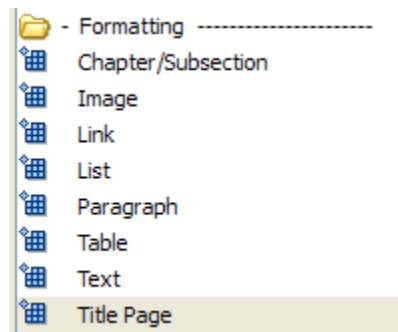 - Formatting ----------------------
Chapter/Subsection
Image
Link
List
Paragraph
Table
Text
Title Page